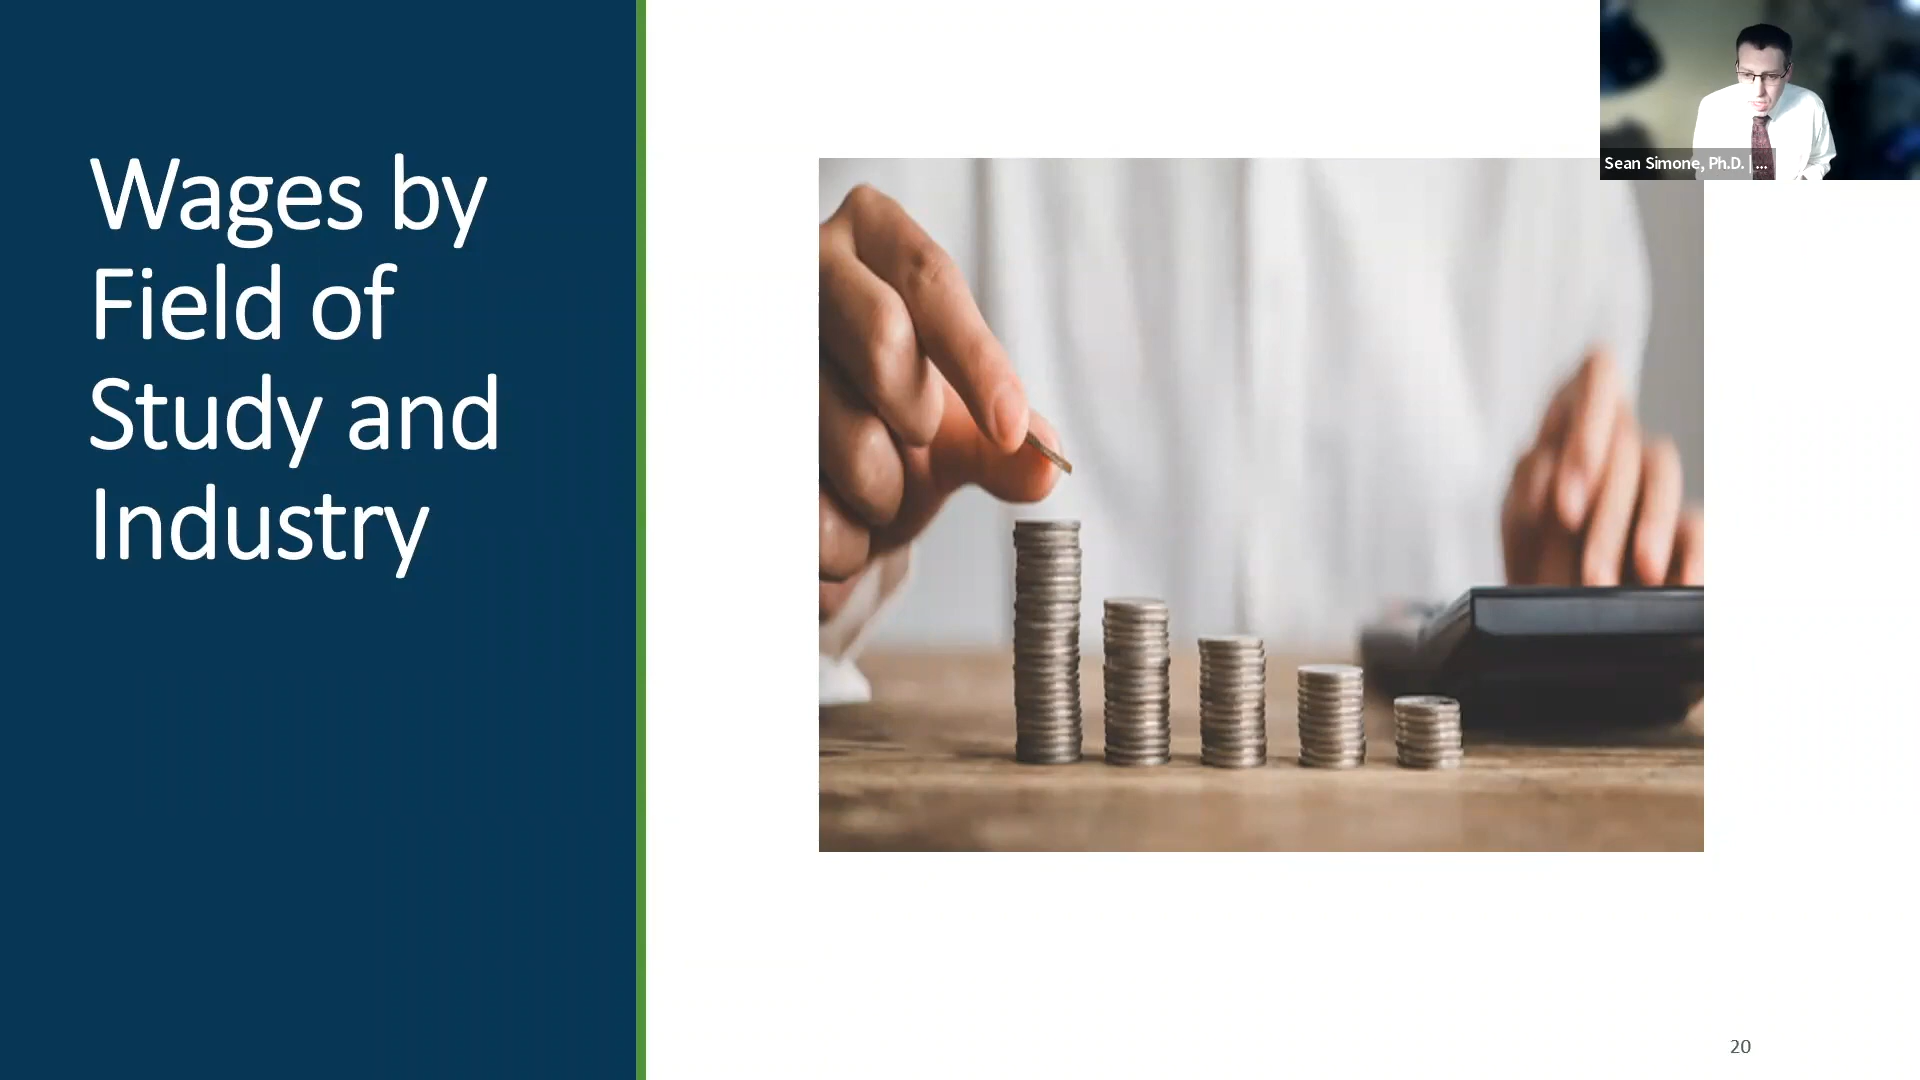 Wages by
Field of
Study and
Industry
Sean Simone, Ph.D. | ...
20